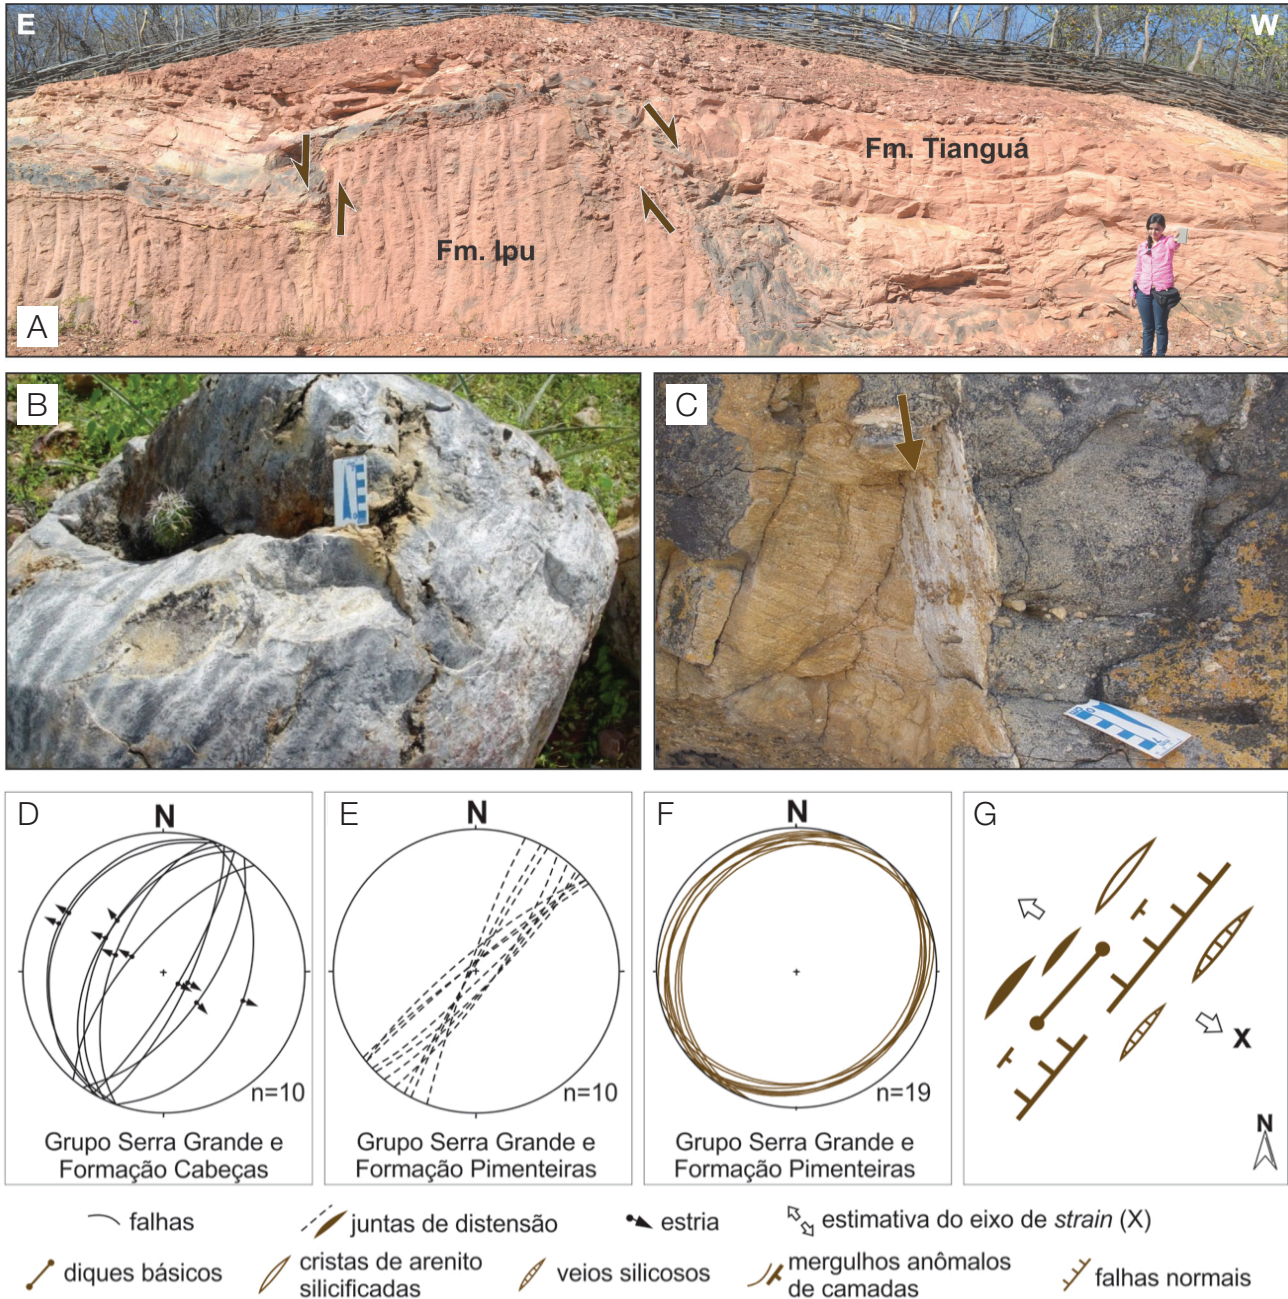 E
W
Fm. Tianguá
Fm. Ipu
A
B
C
D
N
n=10
Grupo Serra Grande e
Formação Cabeças
E
N
n=10
Grupo Serra Grande e
Formação Pimenteiras
F
N
n=19
Grupo Serra Grande e
Formação Pimenteiras
G
X
N
falhas
juntas de distensão
estria
estimativa do eixo de strain (X)
diques básicos
cristas de arenito
silicificadas
veios silicosos
mergulhos anômalos
de camadas
falhas normais